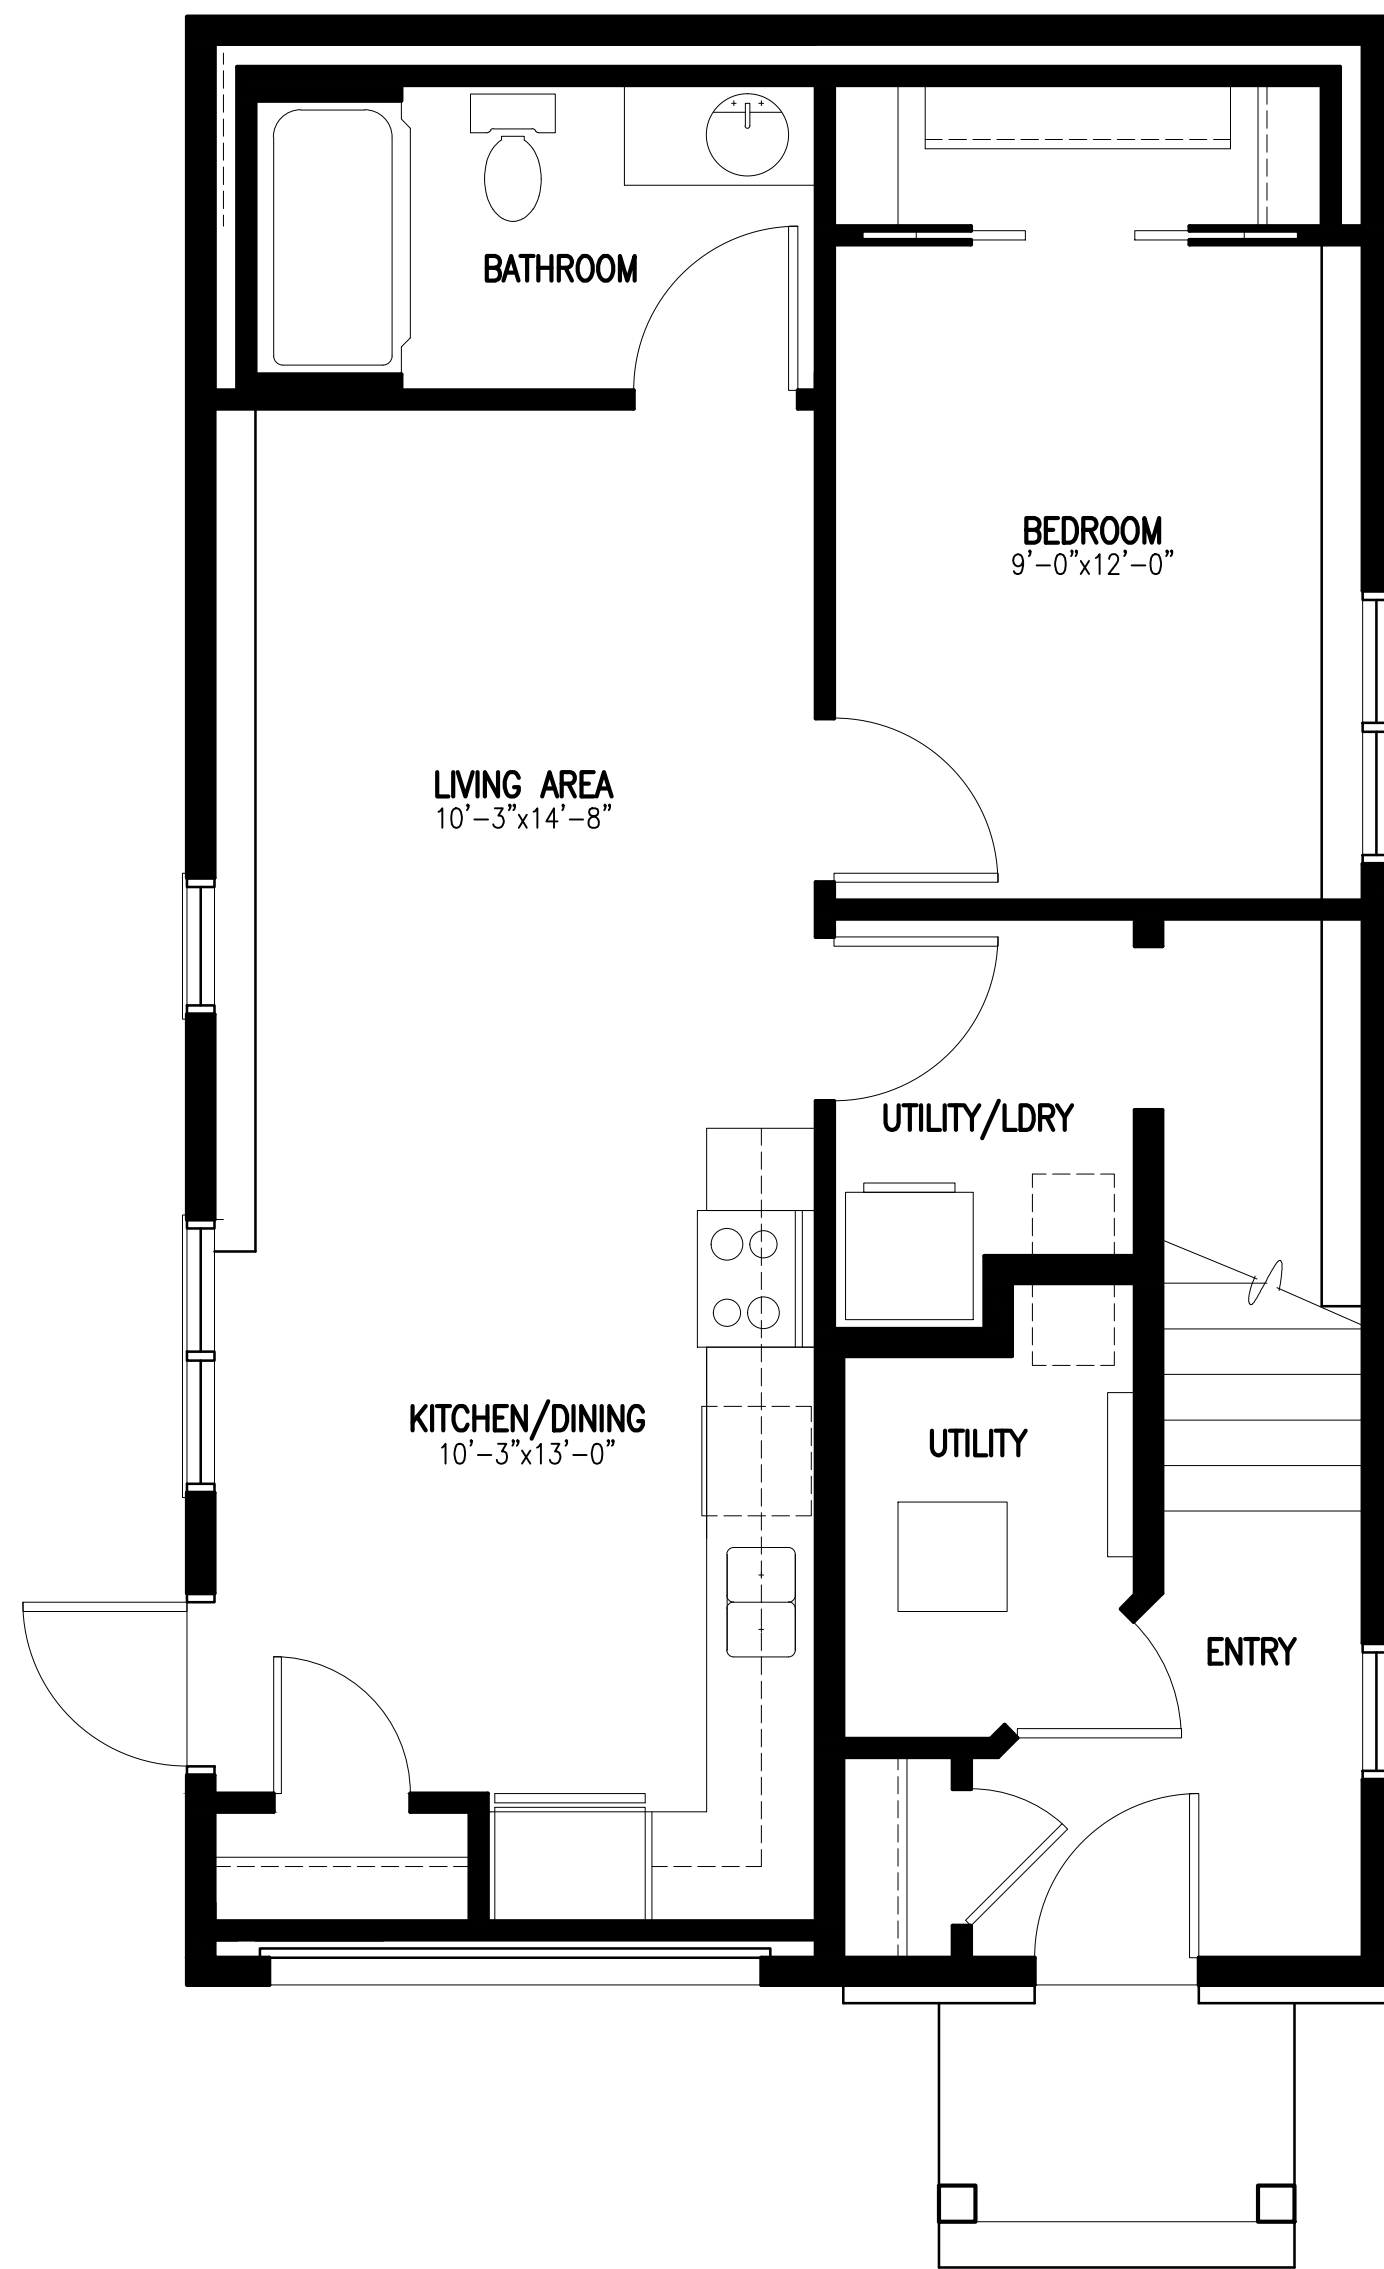 BATHROOM
BEDROOM
9'-0"x12'-0"
LIVING AREA
10'-3"x14'-8"
UTILITY/LDRY
KITCHEN/DINING
10'-3"x13'-0"
UTILITY
ENTRY